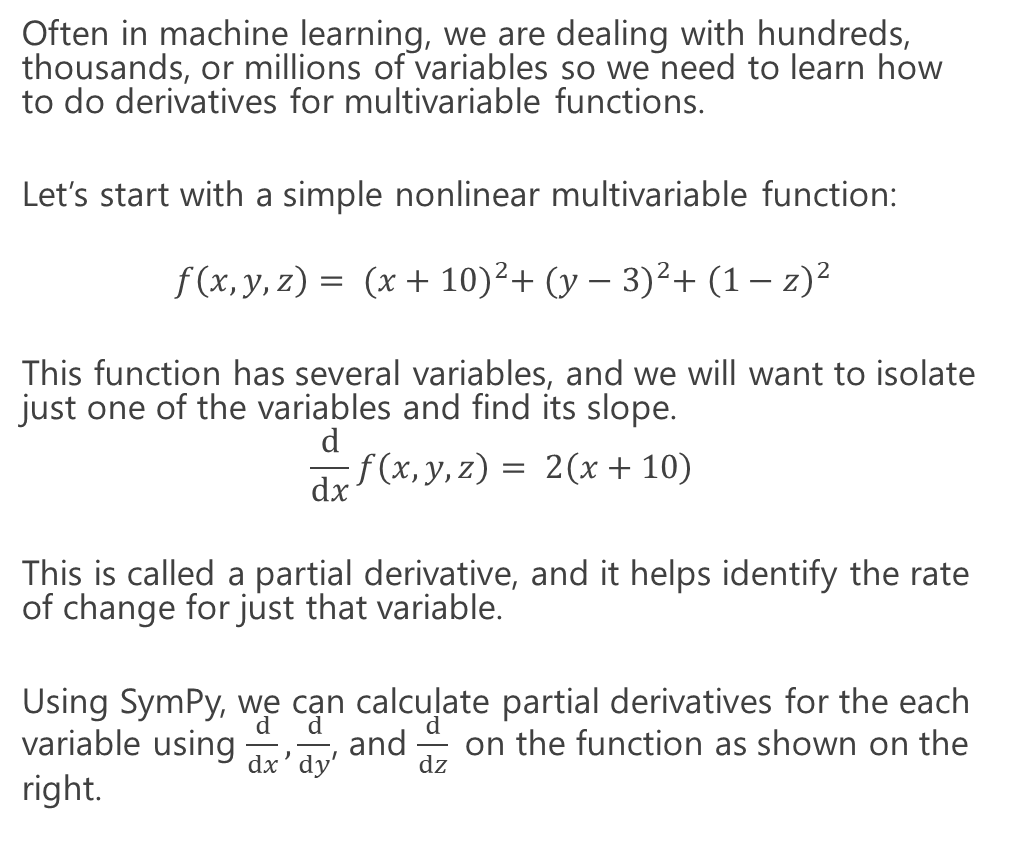 Often in machine learning, we are dealing with hundreds,
thousands, or millions of variables so we need to learn how
to do derivatives for multivariable functions.
Let's start with a simple nonlinear multivariable function:
f(x, y, z) = (x + 10)²+ (y − 3)²+ (1 − z)²
This function has several variables, and we will want to isolate
just one of the variables and find its slope.
d/dx f(x, y, z) = 2(x + 10)
This is called a partial derivative, and it helps identify the rate
of change for just that variable.
Using SymPy, we can calculate partial derivatives for the each
variable using d/dx, d/dy, and d/dz on the function as shown on the
right.